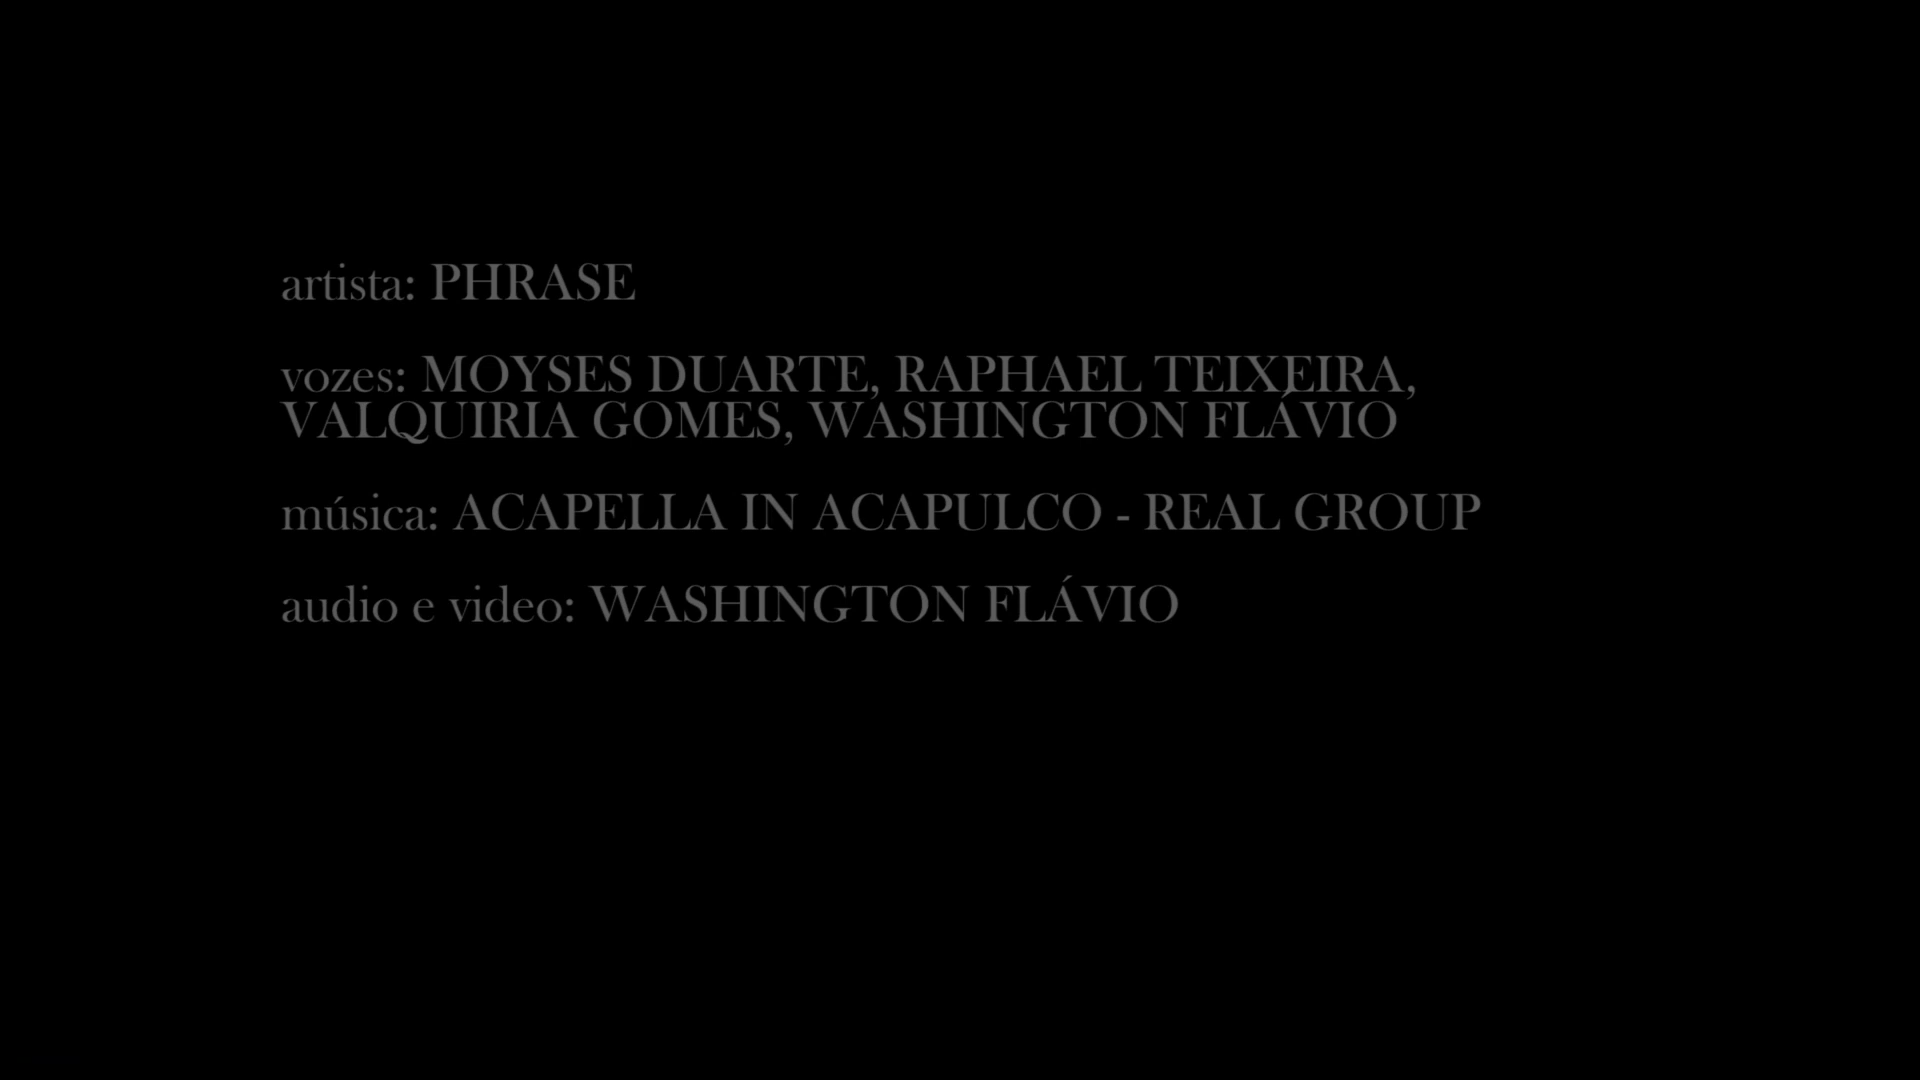 artista: PHRASE
vozes: MOYSES DUARTE, RAPHAEL TEIXEIRA,
VALQUIRIA GOMES, WASHINGTON FLÁVIO
música: ACAPELLA IN ACAPULCO - REAL GROUP
audio e video: WASHINGTON FLÁVIO